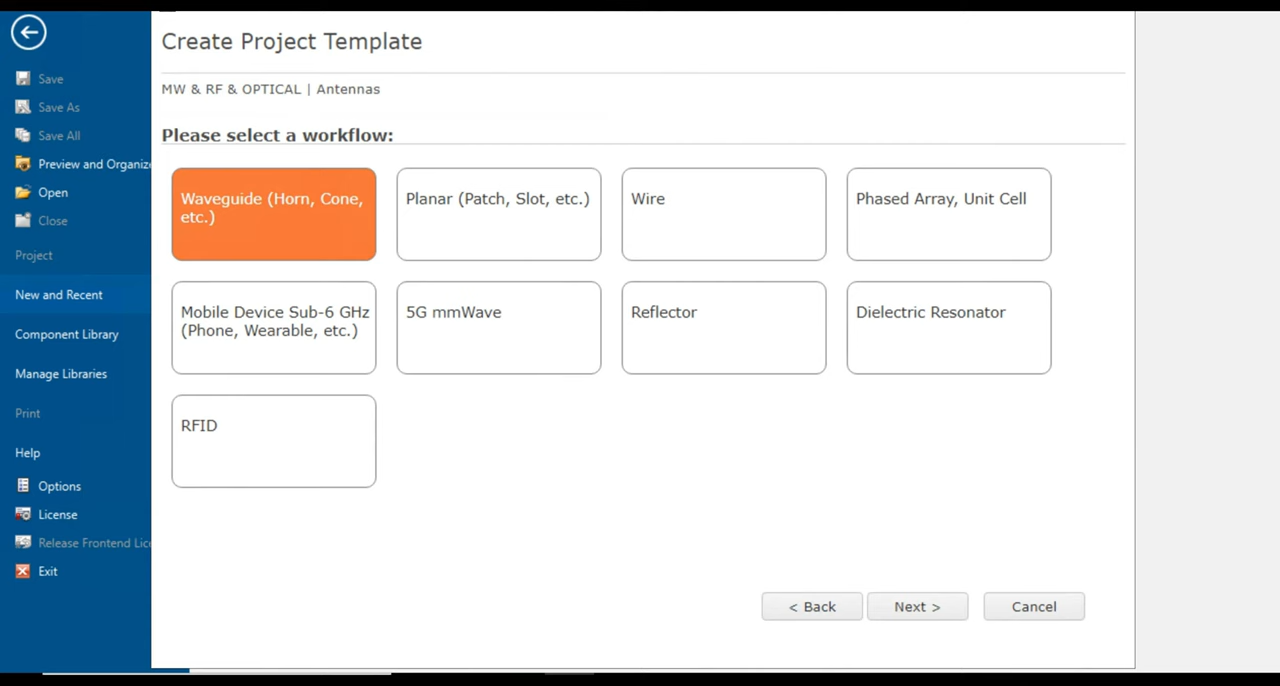 Save
Save As
Save All
Preview and Organize
Open
Close
Project
New and Recent
Component Library
Manage Libraries
Print
Help
Options
License
Release Frontend Lice
Exit
Create Project Template
MW & RF & OPTICAL | Antennas
Please select a workflow:
Waveguide (Horn, Cone,
etc.)
Planar (Patch, Slot, etc.)
Wire
Phased Array, Unit Cell
Mobile Device Sub-6 GHz
(Phone, Wearable, etc.)
5G mmWave
Reflector
Dielectric Resonator
RFID
< Back
Next >
Cancel